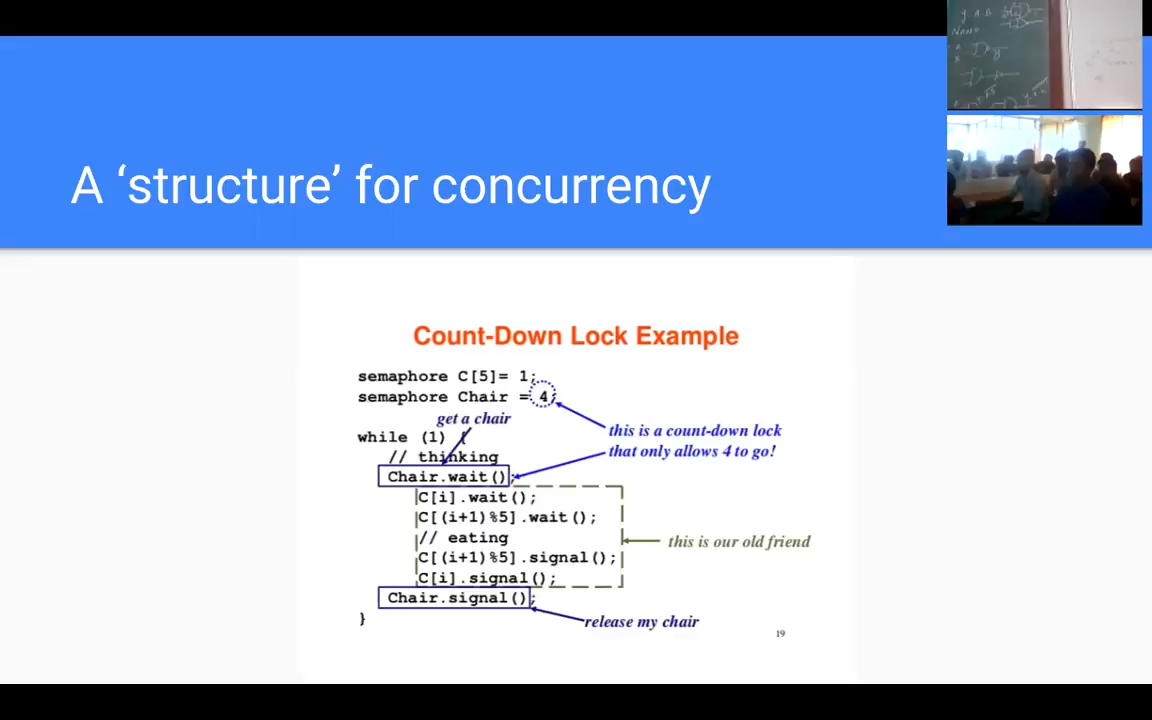 A ‘structure’ for concurrency
Count-Down Lock Example
semaphore C[5]= 1;
semaphore Chair = 4;
get a chair
while (1) {
// thinking
Chair.wait();
C[i].wait();
C[(i+1)%5].wait();
// eating
C[(i+1)%5].signal();
C[i].signal();
Chair.signal();
}
this is a count-down lock
that only allows 4 to go!
this is our old friend
release my chair
19